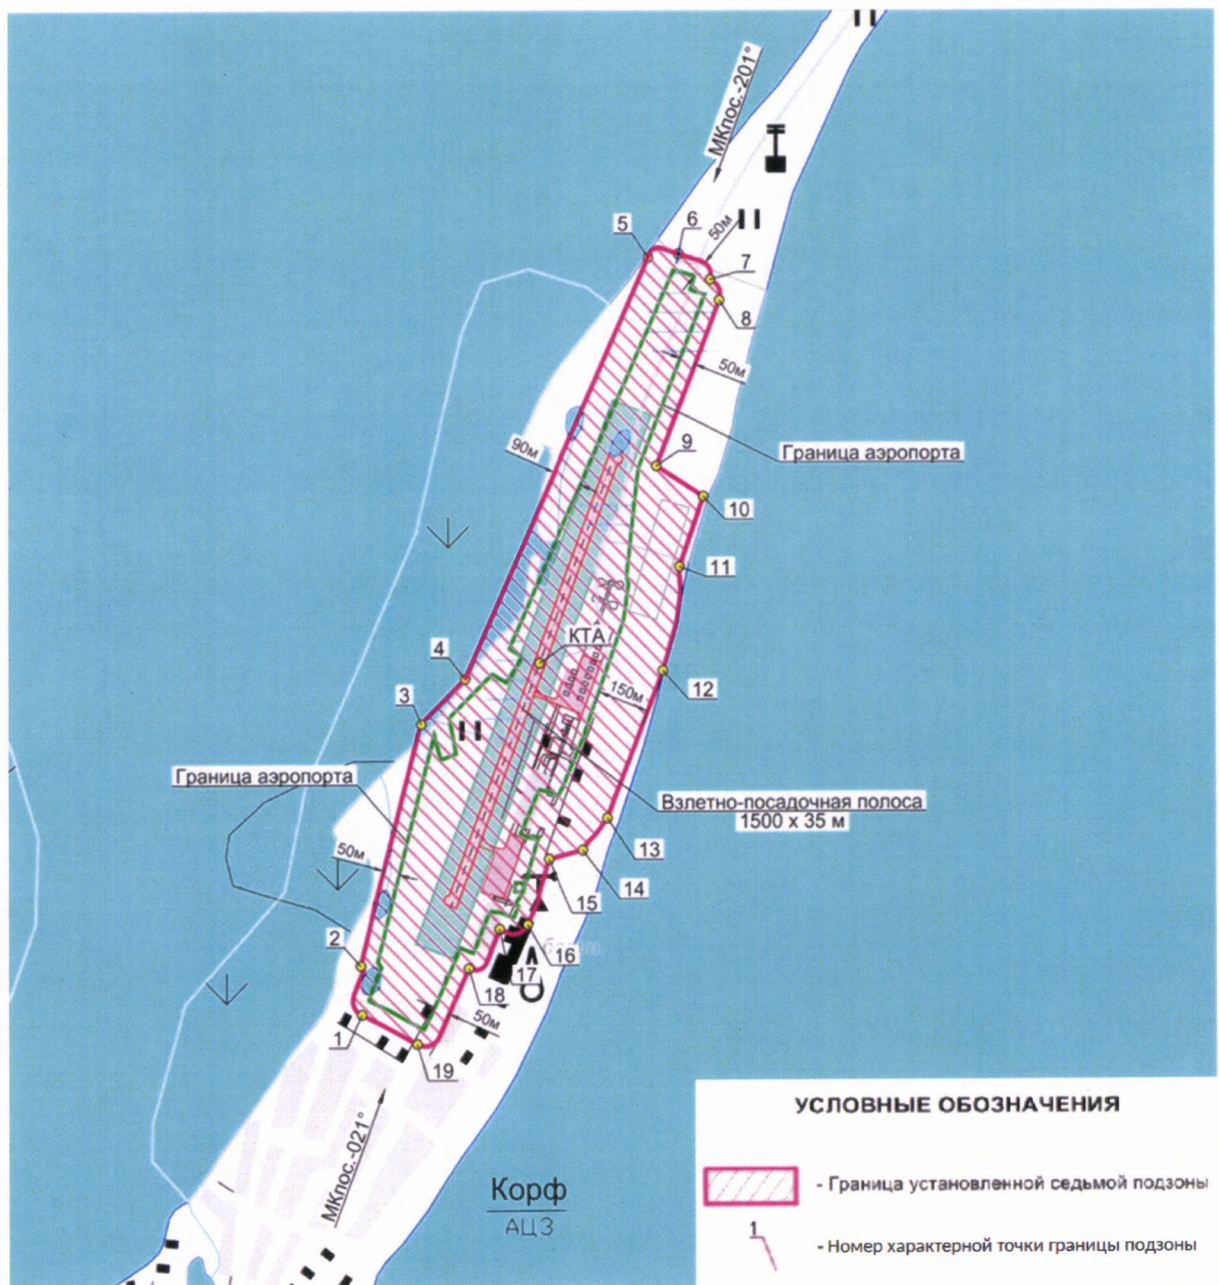 МКпос.-201°
5
6
50м
7
8
50м
9
Граница аэропорта
90м
10
11
КТА
4
12
3
150м
Граница аэропорта
Взлетно-посадочная полоса
1500 х 35 м
50м
13
14
15
2
16
17
18
50м
1
19
МКпос.-021°
Корф
АЦЗ
УСЛОВНЫЕ ОБОЗНАЧЕНИЯ
- Граница установленной седьмой подзоны
1
- Номер характерной точки границы подзоны